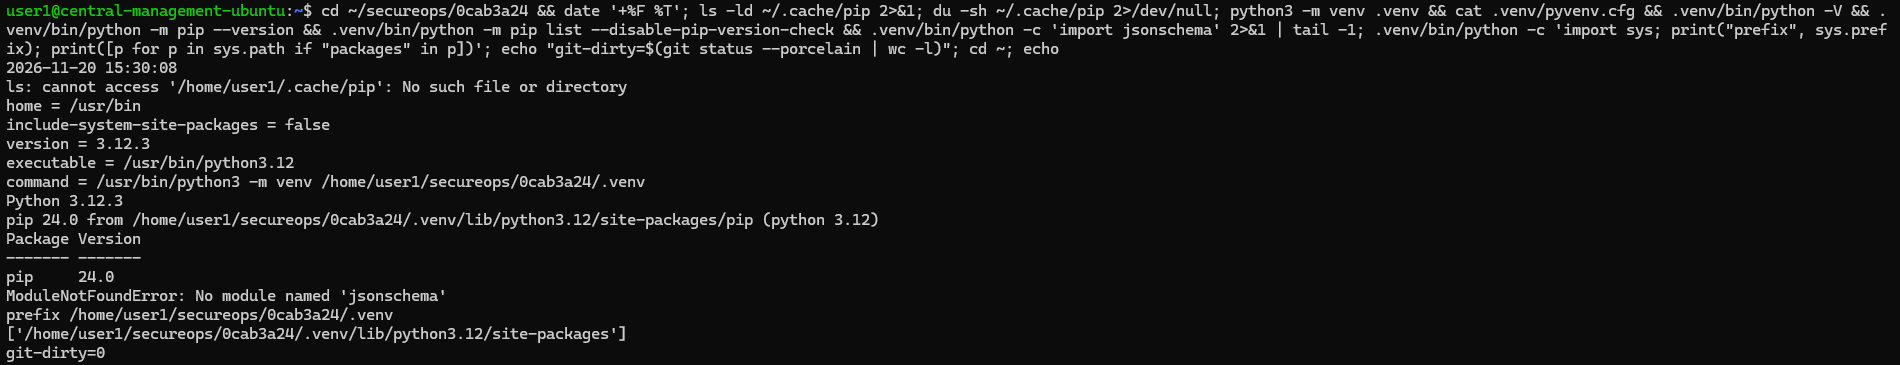 user1@central-management-ubuntu:~$ cd ~/secureops/0cab3a24 && date '+%F %T'; ls -ld ~/.cache/pip 2>&1; du -sh ~/.cache/pip 2>/dev/null; python3 -m venv .venv && cat .venv/pyvenv.cfg && .venv/bin/python -V && .
venv/bin/python -m pip --version && .venv/bin/python -m pip list --disable-pip-version-check && .venv/bin/python -c 'import jsonschema' 2>&1 | tail -1; .venv/bin/python -c 'import sys; print("prefix", sys.pref
ix); print([p for p in sys.path if "packages" in p])'; echo "git-dirty=$(git status --porcelain | wc -l)"; cd ~; echo
2026-11-20 15:30:08
ls: cannot access '/home/user1/.cache/pip': No such file or directory
home = /usr/bin
include-system-site-packages = false
version = 3.12.3
executable = /usr/bin/python3.12
command = /usr/bin/python3 -m venv /home/user1/secureops/0cab3a24/.venv
Python 3.12.3
pip 24.0 from /home/user1/secureops/0cab3a24/.venv/lib/python3.12/site-packages/pip (python 3.12)
Package Version
------- -------
pip     24.0
ModuleNotFoundError: No module named 'jsonschema'
prefix /home/user1/secureops/0cab3a24/.venv
['/home/user1/secureops/0cab3a24/.venv/lib/python3.12/site-packages']
git-dirty=0